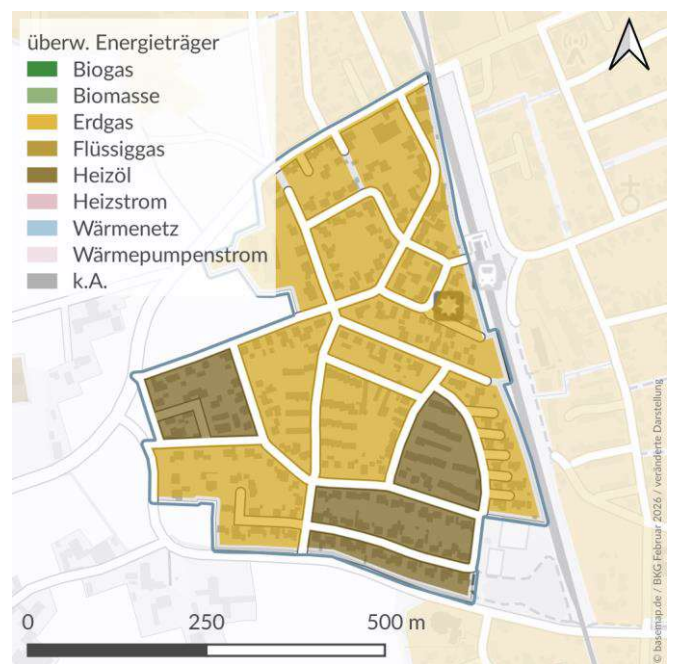 überw. Energieträger
Biogas
Biomasse
Erdgas
Flüssiggas
Heizöl
Heizstrom
Wärmenetz
Wärmepumpenstrom
k.A.
0 250 500 m
© basemap.de / BKG Februar 2026 / veränderte Darstellung